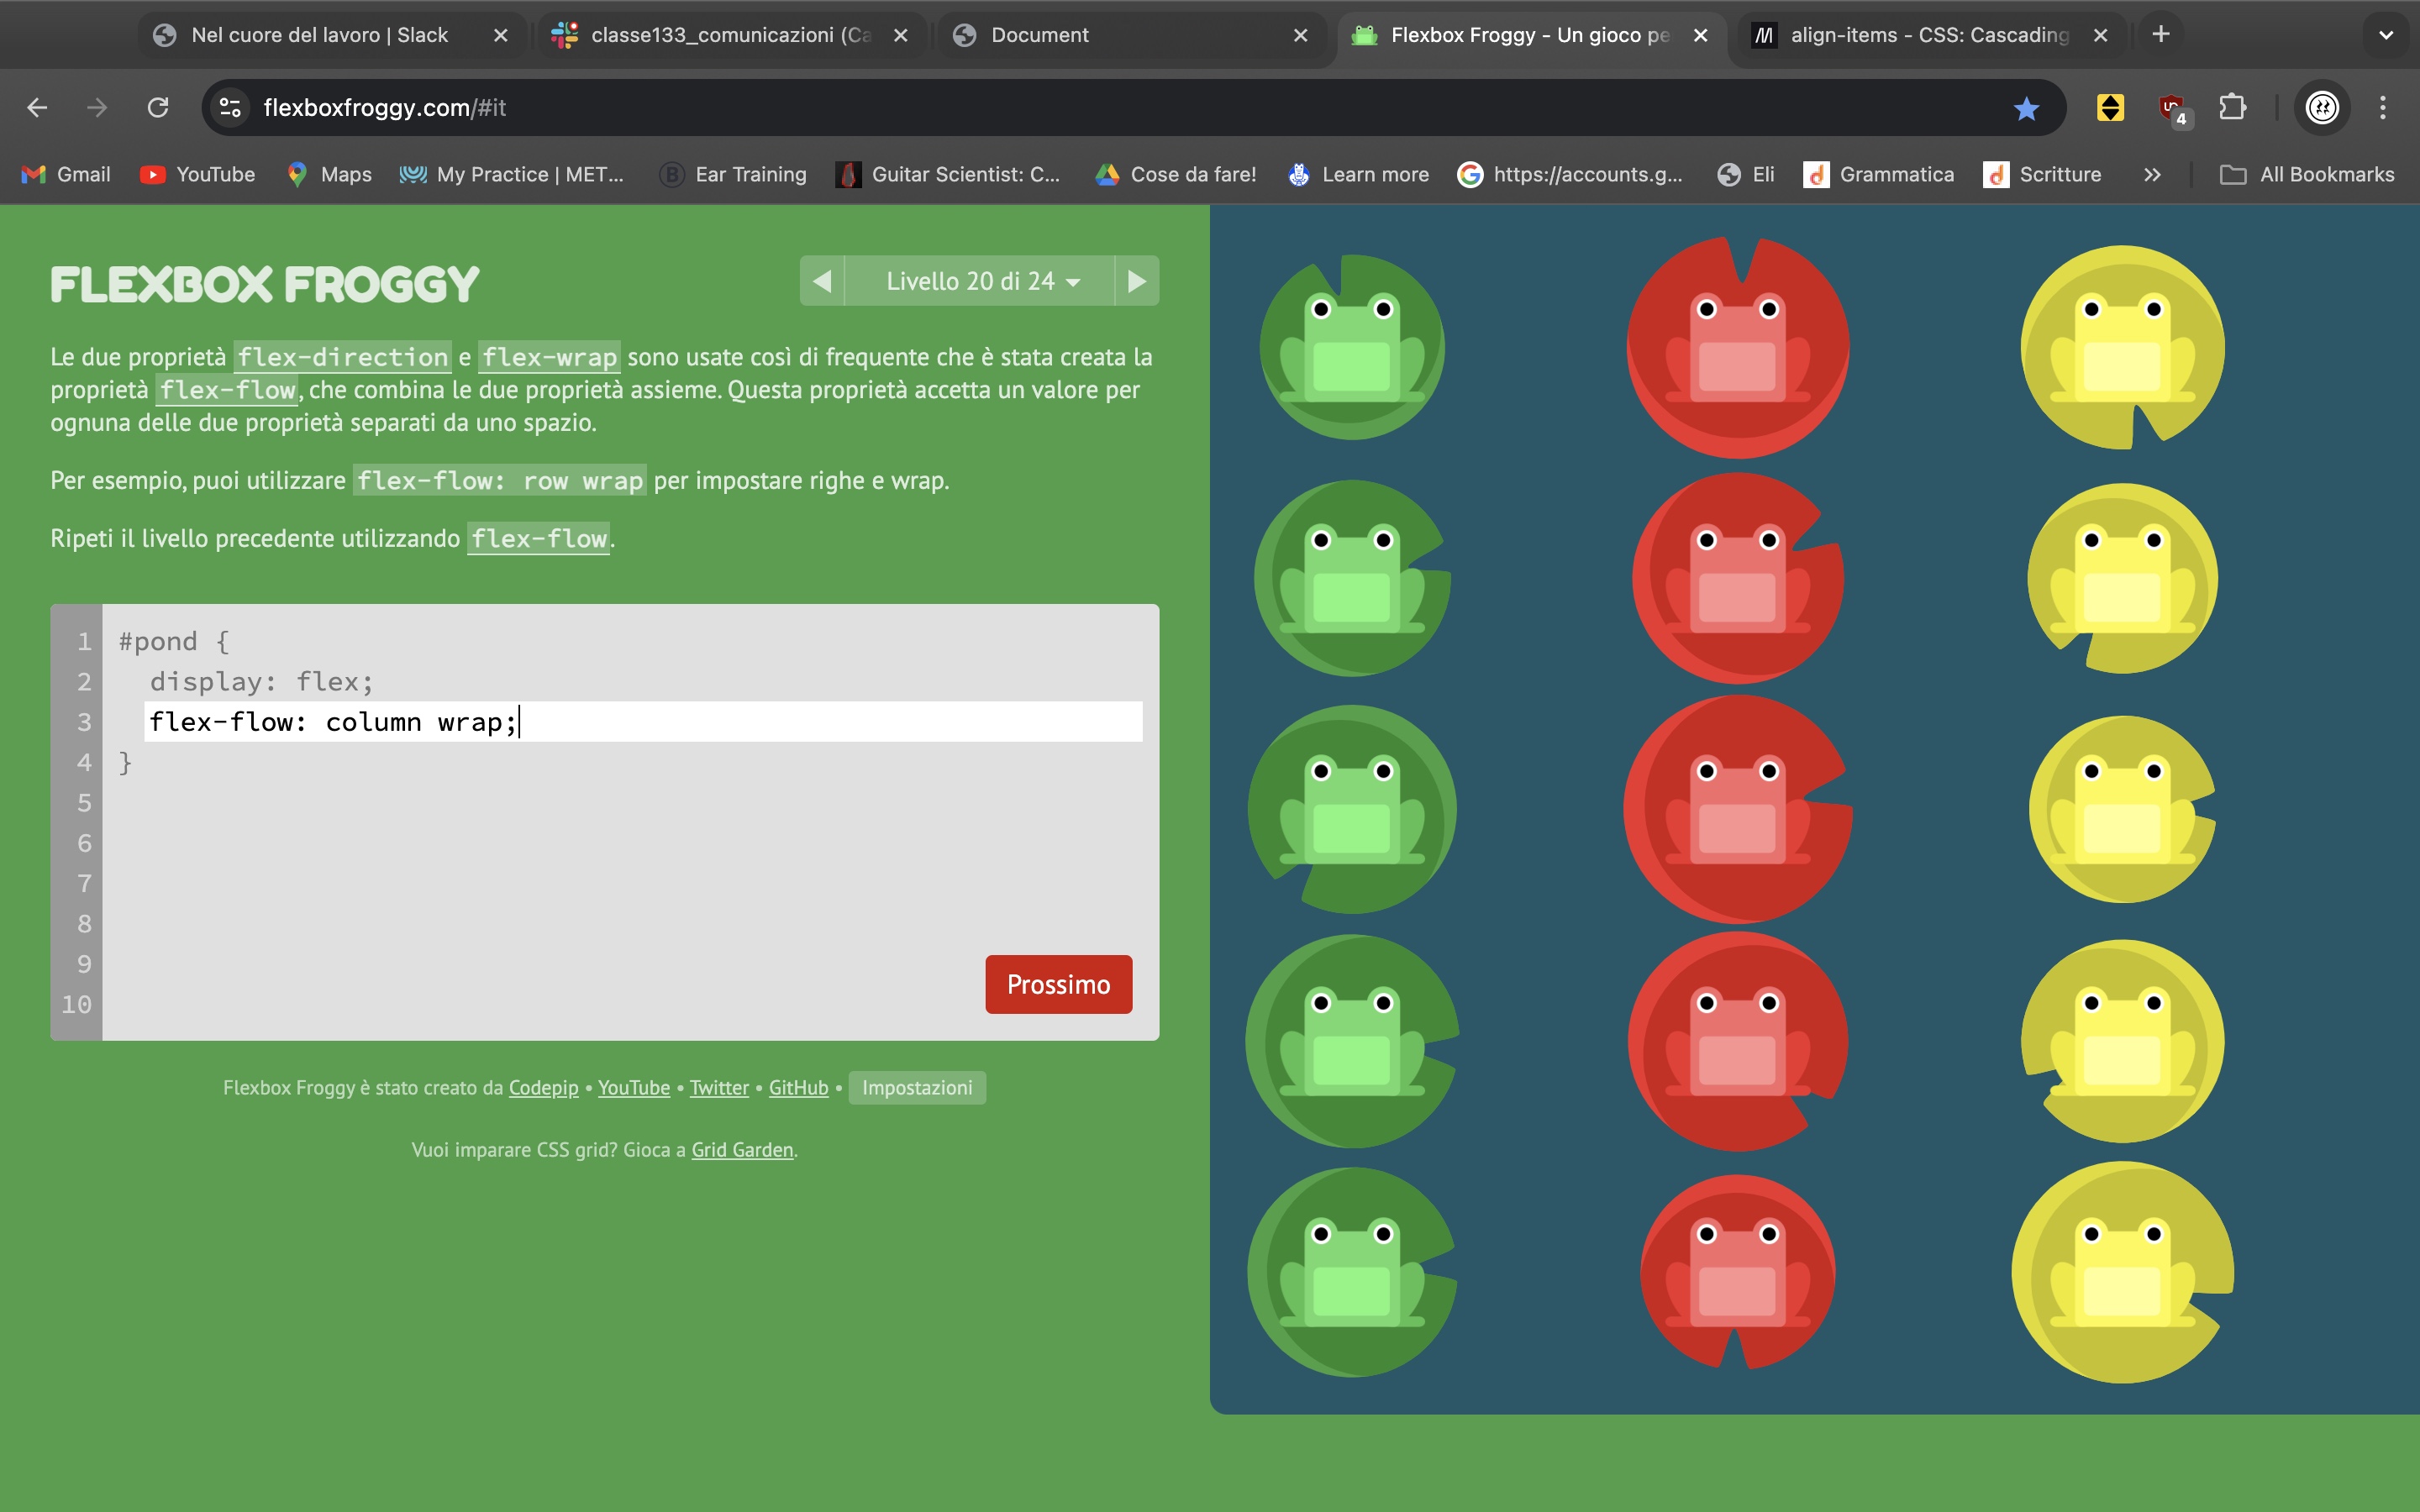 Nel cuore del lavoro | Slack
classe133_comunicazioni (Ca
Document
Flexbox Froggy - Un gioco pe
align-items - CSS: Cascading
flexboxfroggy.com/#it
4
Gmail
YouTube
Maps
My Practice | MET...
Ear Training
Guitar Scientist: C...
Cose da fare!
Learn more
https://accounts.g...
Eli
Grammatica
Scritture
All Bookmarks
FLEXBOX FROGGY
Livello 20 di 24
Le due proprietà flex-direction e flex-wrap sono usate così di frequente che è stata creata la
proprietà flex-flow, che combina le due proprietà assieme. Questa proprietà accetta un valore per
ognuna delle due proprietà separati da uno spazio.
Per esempio, puoi utilizzare flex-flow: row wrap per impostare righe e wrap.
Ripeti il livello precedente utilizzando flex-flow.
1 #pond {
2 display: flex;
3 flex-flow: column wrap;
4 }
5
6
7
8
9
10
Prossimo
Flexbox Froggy è stato creato da Codepip • YouTube • Twitter • GitHub • Impostazioni
Vuoi imparare CSS grid? Gioca a Grid Garden.